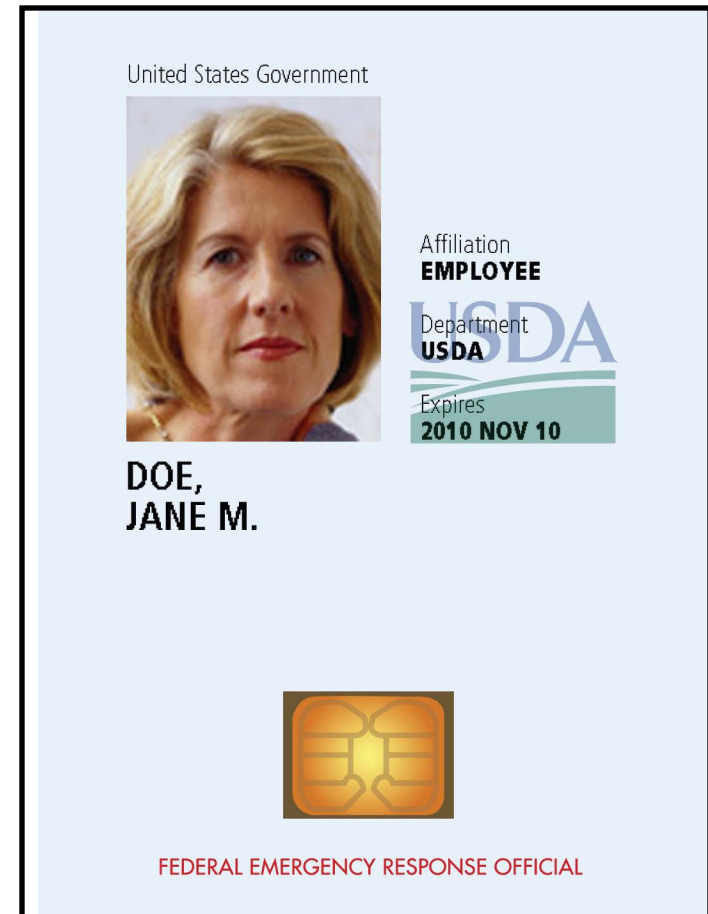 United States Government
Affiliation
EMPLOYEE
USDA
Department
USDA
Expires
2010 NOV 10
DOE,
JANE M.
FEDERAL EMERGENCY RESPONSE OFFICIAL